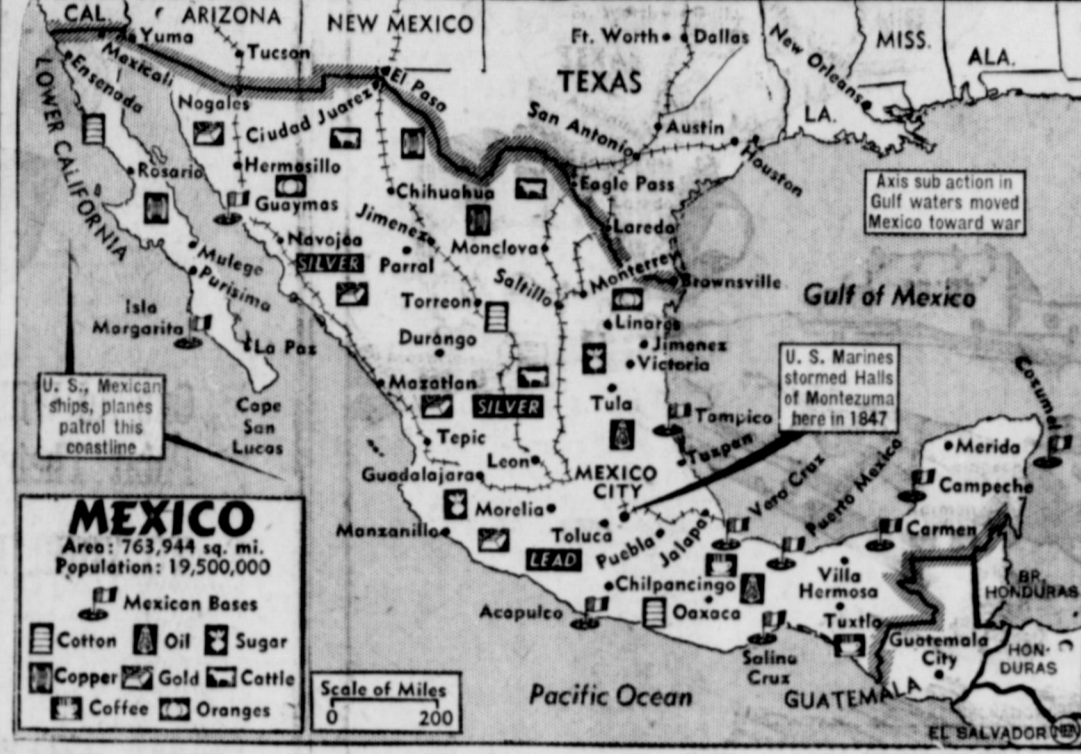 CAL
ARIZONA
NEW MEXICO
Ft. Worth
Dallas
MISS.
ALA.
Yuma
Mexicali
Tucson
El Paso
TEXAS
New Orleans
LA.
Ensenada
LOWER CALIFORNIA
Nogales
Ciudad Juarez
San Antonio
Austin
Houston
Rosario
Hermosillo
Chihuahua
Eagle Pass
Axis sub action in
Gulf waters moved
Mexico toward war
Guaymas
Jimenez
Laredo
Navojoa
Monclova
SILVER
Parral
Mulege
Purisima
Saltillo
Monterrey
Brownsville
Gulf of Mexico
Isla
Margarita
Torreon
Linares
La Paz
Durango
Jimenez
Victoria
U. S., Mexican
ships, planes
patrol this
coastline
Mazatlan
SILVER
Tula
U. S. Marines
stormed Halls
of Montezuma
here in 1847
Cozumel
Cape
San
Lucas
Tampico
Tuxpan
Tepic
Leon
Merida
Guadalajara
MEXICO
CITY
Vera Cruz
Puerto Mexico
Campeche
Morelia
Manzanillo
Toluca
Puebla
Jalapa
Carmen
LEAD
Chilpancingo
Villa
Hermosa
BR.
HONDURAS
Acapulco
Oaxaca
Tuxtla
Salina
Cruz
Guatemala
City
HON-
DURAS
GUATEMALA
EL SALVADOR
Pacific Ocean
MEXICO
Area: 763,944 sq. mi.
Population: 19,500,000
Mexican Bases
Cotton
Oil
Sugar
Copper
Gold
Cattle
Coffee
Oranges
Scale of Miles
0 200